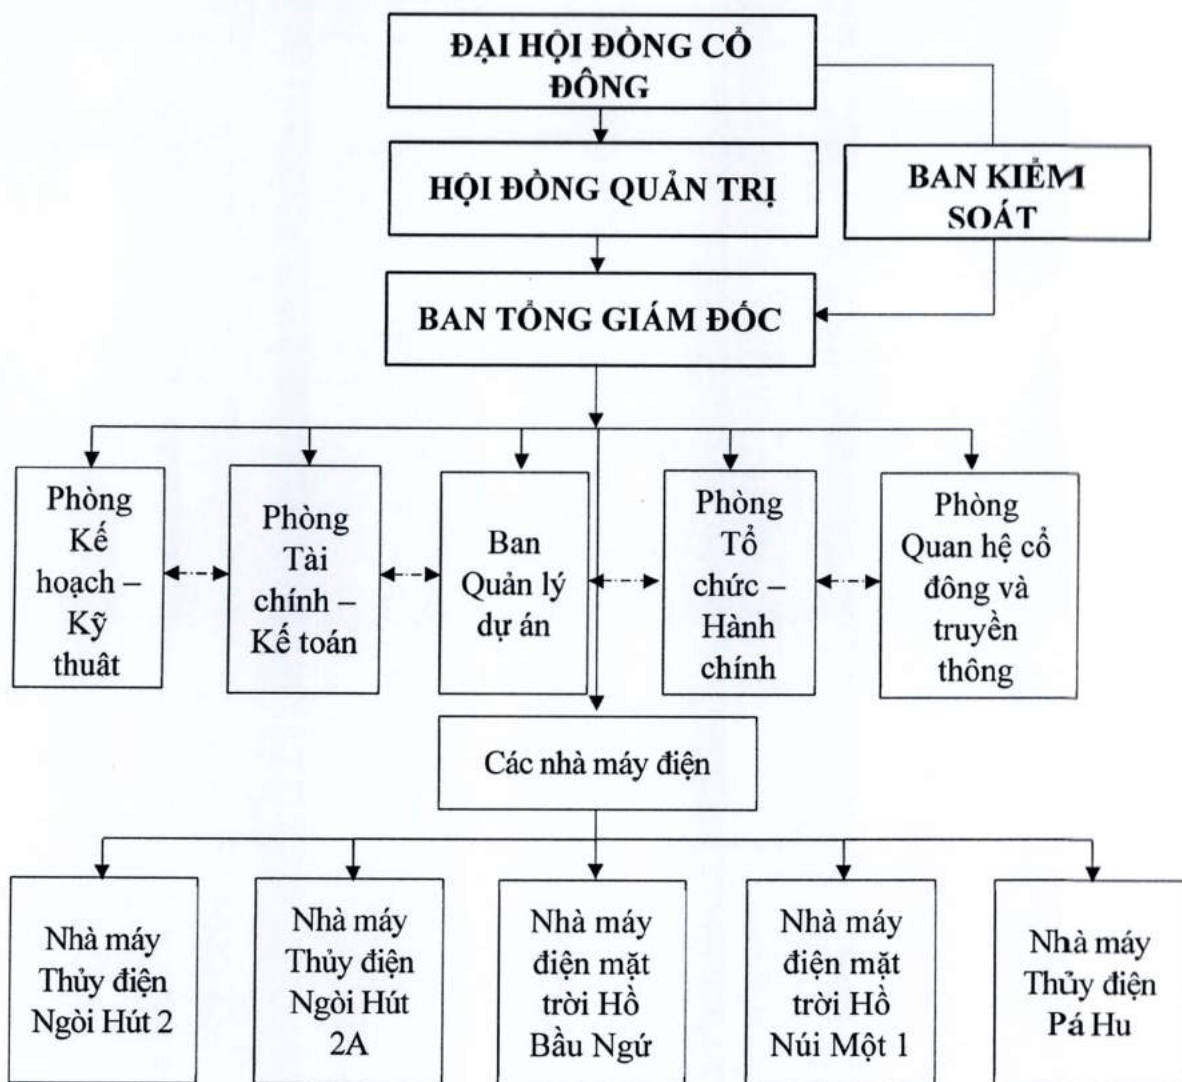 ĐẠI HỘI ĐỒNG CỔ
ĐÔNG
HỘI ĐỒNG QUẢN TRỊ
BAN KIỂM
SOÁT
BAN TỔNG GIÁM ĐỐC
Phòng
Kế
hoạch –
Kỹ
thuât
Phòng
Tài
chính –
Kế toán
Ban
Quản lý
dự án
Phòng
Tổ
chức –
Hành
chính
Phòng
Quan hệ cổ
đông và
truyền
thông
Các nhà máy điện
Nhà máy
Thủy điện
Ngòi Hút 2
Nhà máy
Thủy điện
Ngòi Hút
2A
Nhà máy
điện mặt
trời Hồ
Bầu Ngứ
Nhà máy
điện mặt
trời Hồ
Núi Một 1
Nhà máy
Thủy điện
Pá Hu